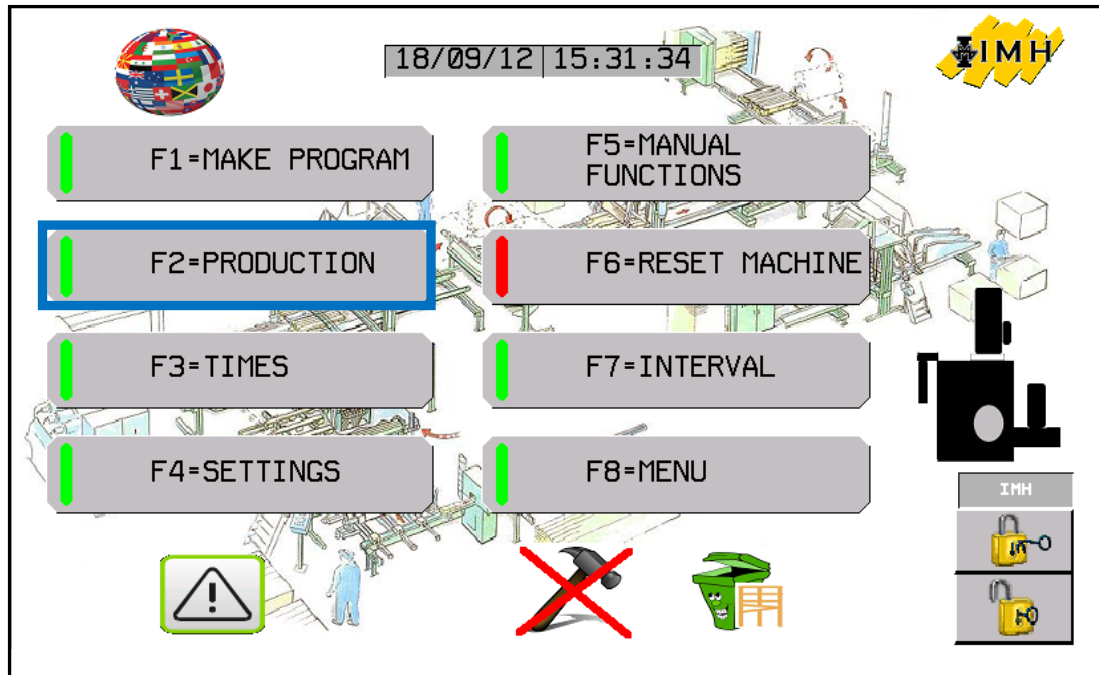 18/09/12 15:31:34
IMH
F1=MAKE PROGRAM
F5=MANUAL
FUNCTIONS
F2=PRODUCTION
F6=RESET MACHINE
F3=TIMES
F7=INTERVAL
F4=SETTINGS
F8=MENU
IMH